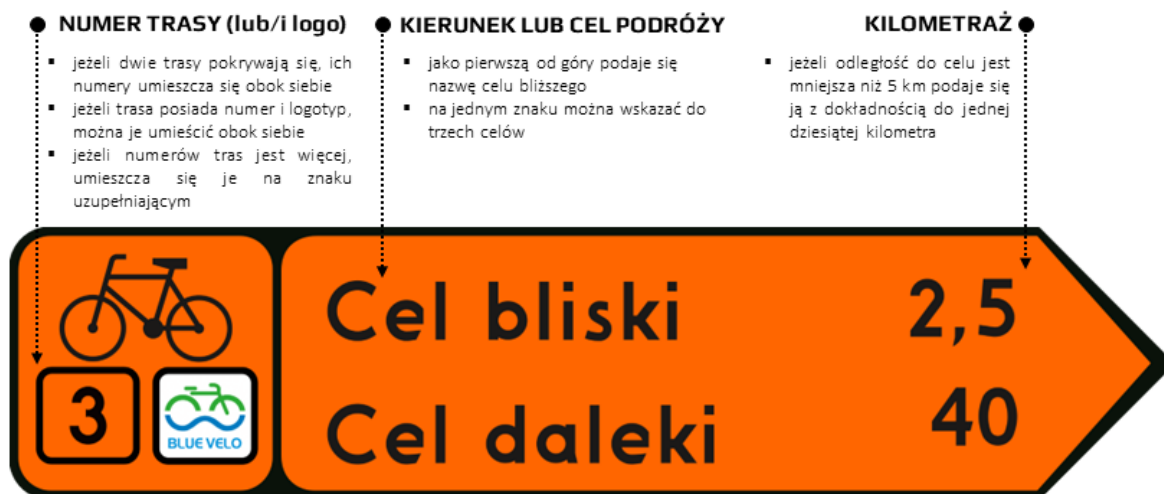 NUMER TRASY (lub/i logo)
▪ jeżeli dwie trasy pokrywają się, ich
numery umieszcza się obok siebie
▪ jeżeli trasa posiada numer i logotyp,
można je umieścić obok siebie
▪ jeżeli numerów tras jest więcej,
umieszcza się je na znaku
uzupełniającym
KIERUNEK LUB CEL PODRÓŻY
▪ jako pierwszą od góry podaje się
nazwę celu bliższego
▪ na jednym znaku można wskazać do
trzech celów
KILOMETRAŻ
▪ jeżeli odległość do celu jest
mniejsza niż 5 km podaje się
ją z dokładnością do jednej
dziesiątej kilometra
3
BLUE VELO
Cel bliski 2,5
Cel daleki 40